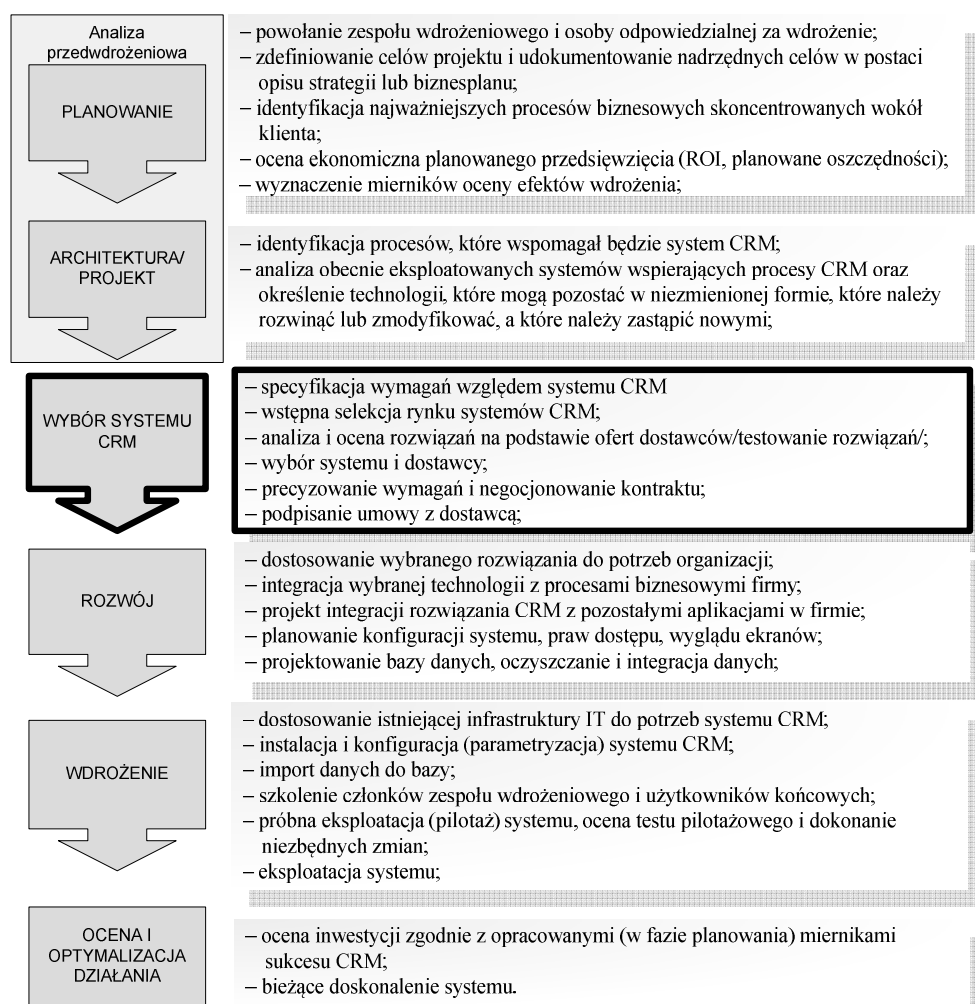 Analiza
przedwdrożeniowa
PLANOWANIE
– powołanie zespołu wdrożeniowego i osoby odpowiedzialnej za wdrożenie;
– zdefiniowanie celów projektu i udokumentowanie nadrzędnych celów w postaci
opisu strategii lub biznesplanu;
– identyfikacja najważniejszych procesów biznesowych skoncentrowanych wokół
klienta;
– ocena ekonomiczna planowanego przedsięwzięcia (ROI, planowane oszczędności);
– wyznaczenie mierników oceny efektów wdrożenia;
ARCHITEKTURA/
PROJEKT
– identyfikacja procesów, które wspomagał będzie system CRM;
– analiza obecnie eksploatowanych systemów wspierających procesy CRM oraz
określenie technologii, które mogą pozostać w niezmienionej formie, które należy
rozwinąć lub zmodyfikować, a które należy zastąpić nowymi;
WYBÓR SYSTEMU
CRM
– specyfikacja wymagań względem systemu CRM
– wstępna selekcja rynku systemów CRM;
– analiza i ocena rozwiązań na podstawie ofert dostawców/testowanie rozwiązań/;
– wybór systemu i dostawcy;
– precyzowanie wymagań i negocjonowanie kontraktu;
– podpisanie umowy z dostawcą;
ROZWÓJ
– dostosowanie wybranego rozwiązania do potrzeb organizacji;
– integracja wybranej technologii z procesami biznesowymi firmy;
– projekt integracji rozwiązania CRM z pozostałymi aplikacjami w firmie;
– planowanie konfiguracji systemu, praw dostępu, wyglądu ekranów;
– projektowanie bazy danych, oczyszczanie i integracja danych;
WDROŻENIE
– dostosowanie istniejącej infrastruktury IT do potrzeb systemu CRM;
– instalacja i konfiguracja (parametryzacja) systemu CRM;
– import danych do bazy;
– szkolenie członków zespołu wdrożeniowego i użytkowników końcowych;
– próbna eksploatacja (pilotaż) systemu, ocena testu pilotażowego i dokonanie
niezbędnych zmian;
– eksploatacja systemu;
OCENA I
OPTYMALIZACJA
DZIAŁANIA
– ocena inwestycji zgodnie z opracowanymi (w fazie planowania) miernikami
sukcesu CRM;
– bieżące doskonalenie systemu.